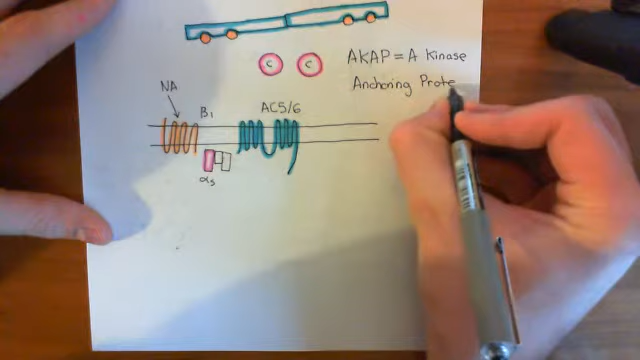 C C
AKAP = A Kinase
Anchoring Prote
NA
B1
AC5/6
αs